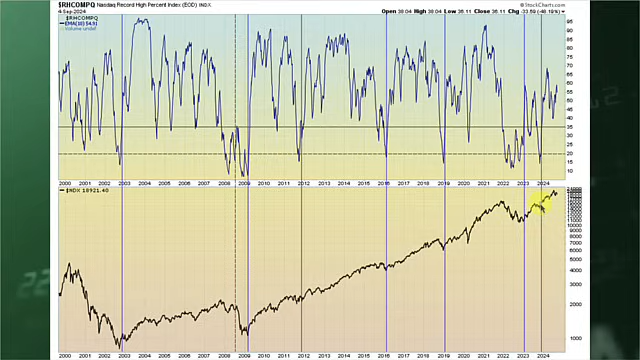 $RHCOMPQ Nasdaq Record High Percent Index (EOD) INDX
© StockCharts.com
4-Sep-2024
Open 38.04 High 38.04 Low 36.11 Close 36.11 Chg -33.59 (-48.19%)
$RHCOMPQ
EMA(10) 54.91
Volume undef
95
90
85
80
75
70
65
60
55
50
45
40
35
30
25
20
15
10
2000 2001 2002 2003 2004 2005 2006 2007 2008 2009 2010 2011 2012 2013 2014 2015 2016 2017 2018 2019 2020 2021 2022 2023 2024
$NDX 18921.40
10000
9000
8000
7000
6000
5000
4000
3000
2000
1000
2000 2001 2002 2003 2004 2005 2006 2007 2008 2009 2010 2011 2012 2013 2014 2015 2016 2017 2018 2019 2020 2021 2022 2023 2024